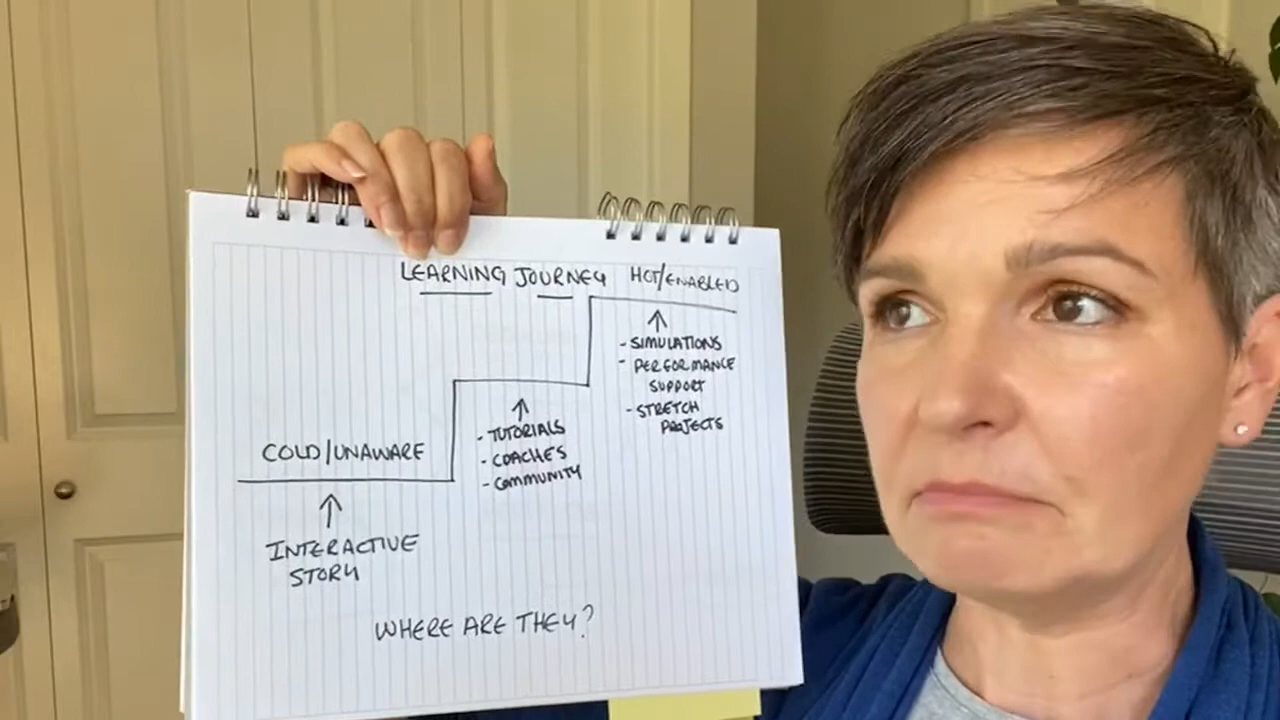 LEARNING JOURNEY
HOT/ENABLED
- SIMULATIONS
- PERFORMANCE
SUPPORT
- STRETCH
PROJECTS
- TUTORIALS
- COACHES
- COMMUNITY
COLD/UNAWARE
INTERACTIVE
STORY
WHERE ARE THEY?